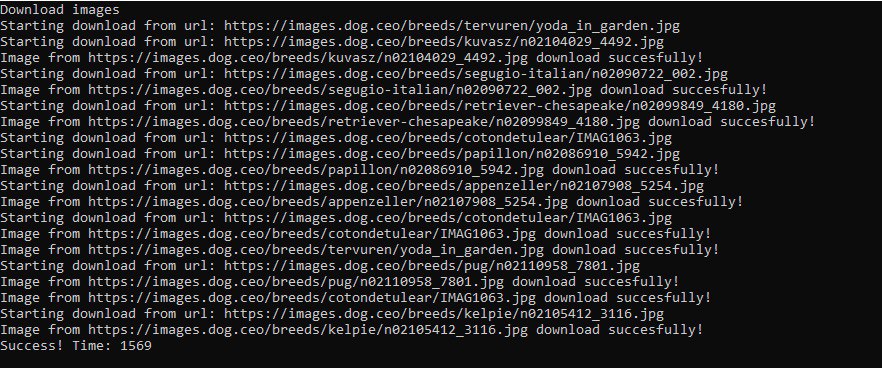 Download images
Starting download from url: https://images.dog.ceo/breeds/tervuren/yoda_in_garden.jpg
Starting download from url: https://images.dog.ceo/breeds/kuvasz/n02104029_4492.jpg
Image from https://images.dog.ceo/breeds/kuvasz/n02104029_4492.jpg download succesfully!
Starting download from url: https://images.dog.ceo/breeds/segugio-italian/n02090722_002.jpg
Image from https://images.dog.ceo/breeds/segugio-italian/n02090722_002.jpg download succesfully!
Starting download from url: https://images.dog.ceo/breeds/retriever-chesapeake/n02099849_4180.jpg
Image from https://images.dog.ceo/breeds/retriever-chesapeake/n02099849_4180.jpg download succesfully!
Starting download from url: https://images.dog.ceo/breeds/cotondetulear/IMAG1063.jpg
Starting download from url: https://images.dog.ceo/breeds/papillon/n02086910_5942.jpg
Image from https://images.dog.ceo/breeds/papillon/n02086910_5942.jpg download succesfully!
Starting download from url: https://images.dog.ceo/breeds/appenzeller/n02107908_5254.jpg
Image from https://images.dog.ceo/breeds/appenzeller/n02107908_5254.jpg download succesfully!
Starting download from url: https://images.dog.ceo/breeds/cotondetulear/IMAG1063.jpg
Image from https://images.dog.ceo/breeds/cotondetulear/IMAG1063.jpg download succesfully!
Image from https://images.dog.ceo/breeds/tervuren/yoda_in_garden.jpg download succesfully!
Starting download from url: https://images.dog.ceo/breeds/pug/n02110958_7801.jpg
Image from https://images.dog.ceo/breeds/pug/n02110958_7801.jpg download succesfully!
Image from https://images.dog.ceo/breeds/cotondetulear/IMAG1063.jpg download succesfully!
Starting download from url: https://images.dog.ceo/breeds/kelpie/n02105412_3116.jpg
Image from https://images.dog.ceo/breeds/kelpie/n02105412_3116.jpg download succesfully!
Success! Time: 1569